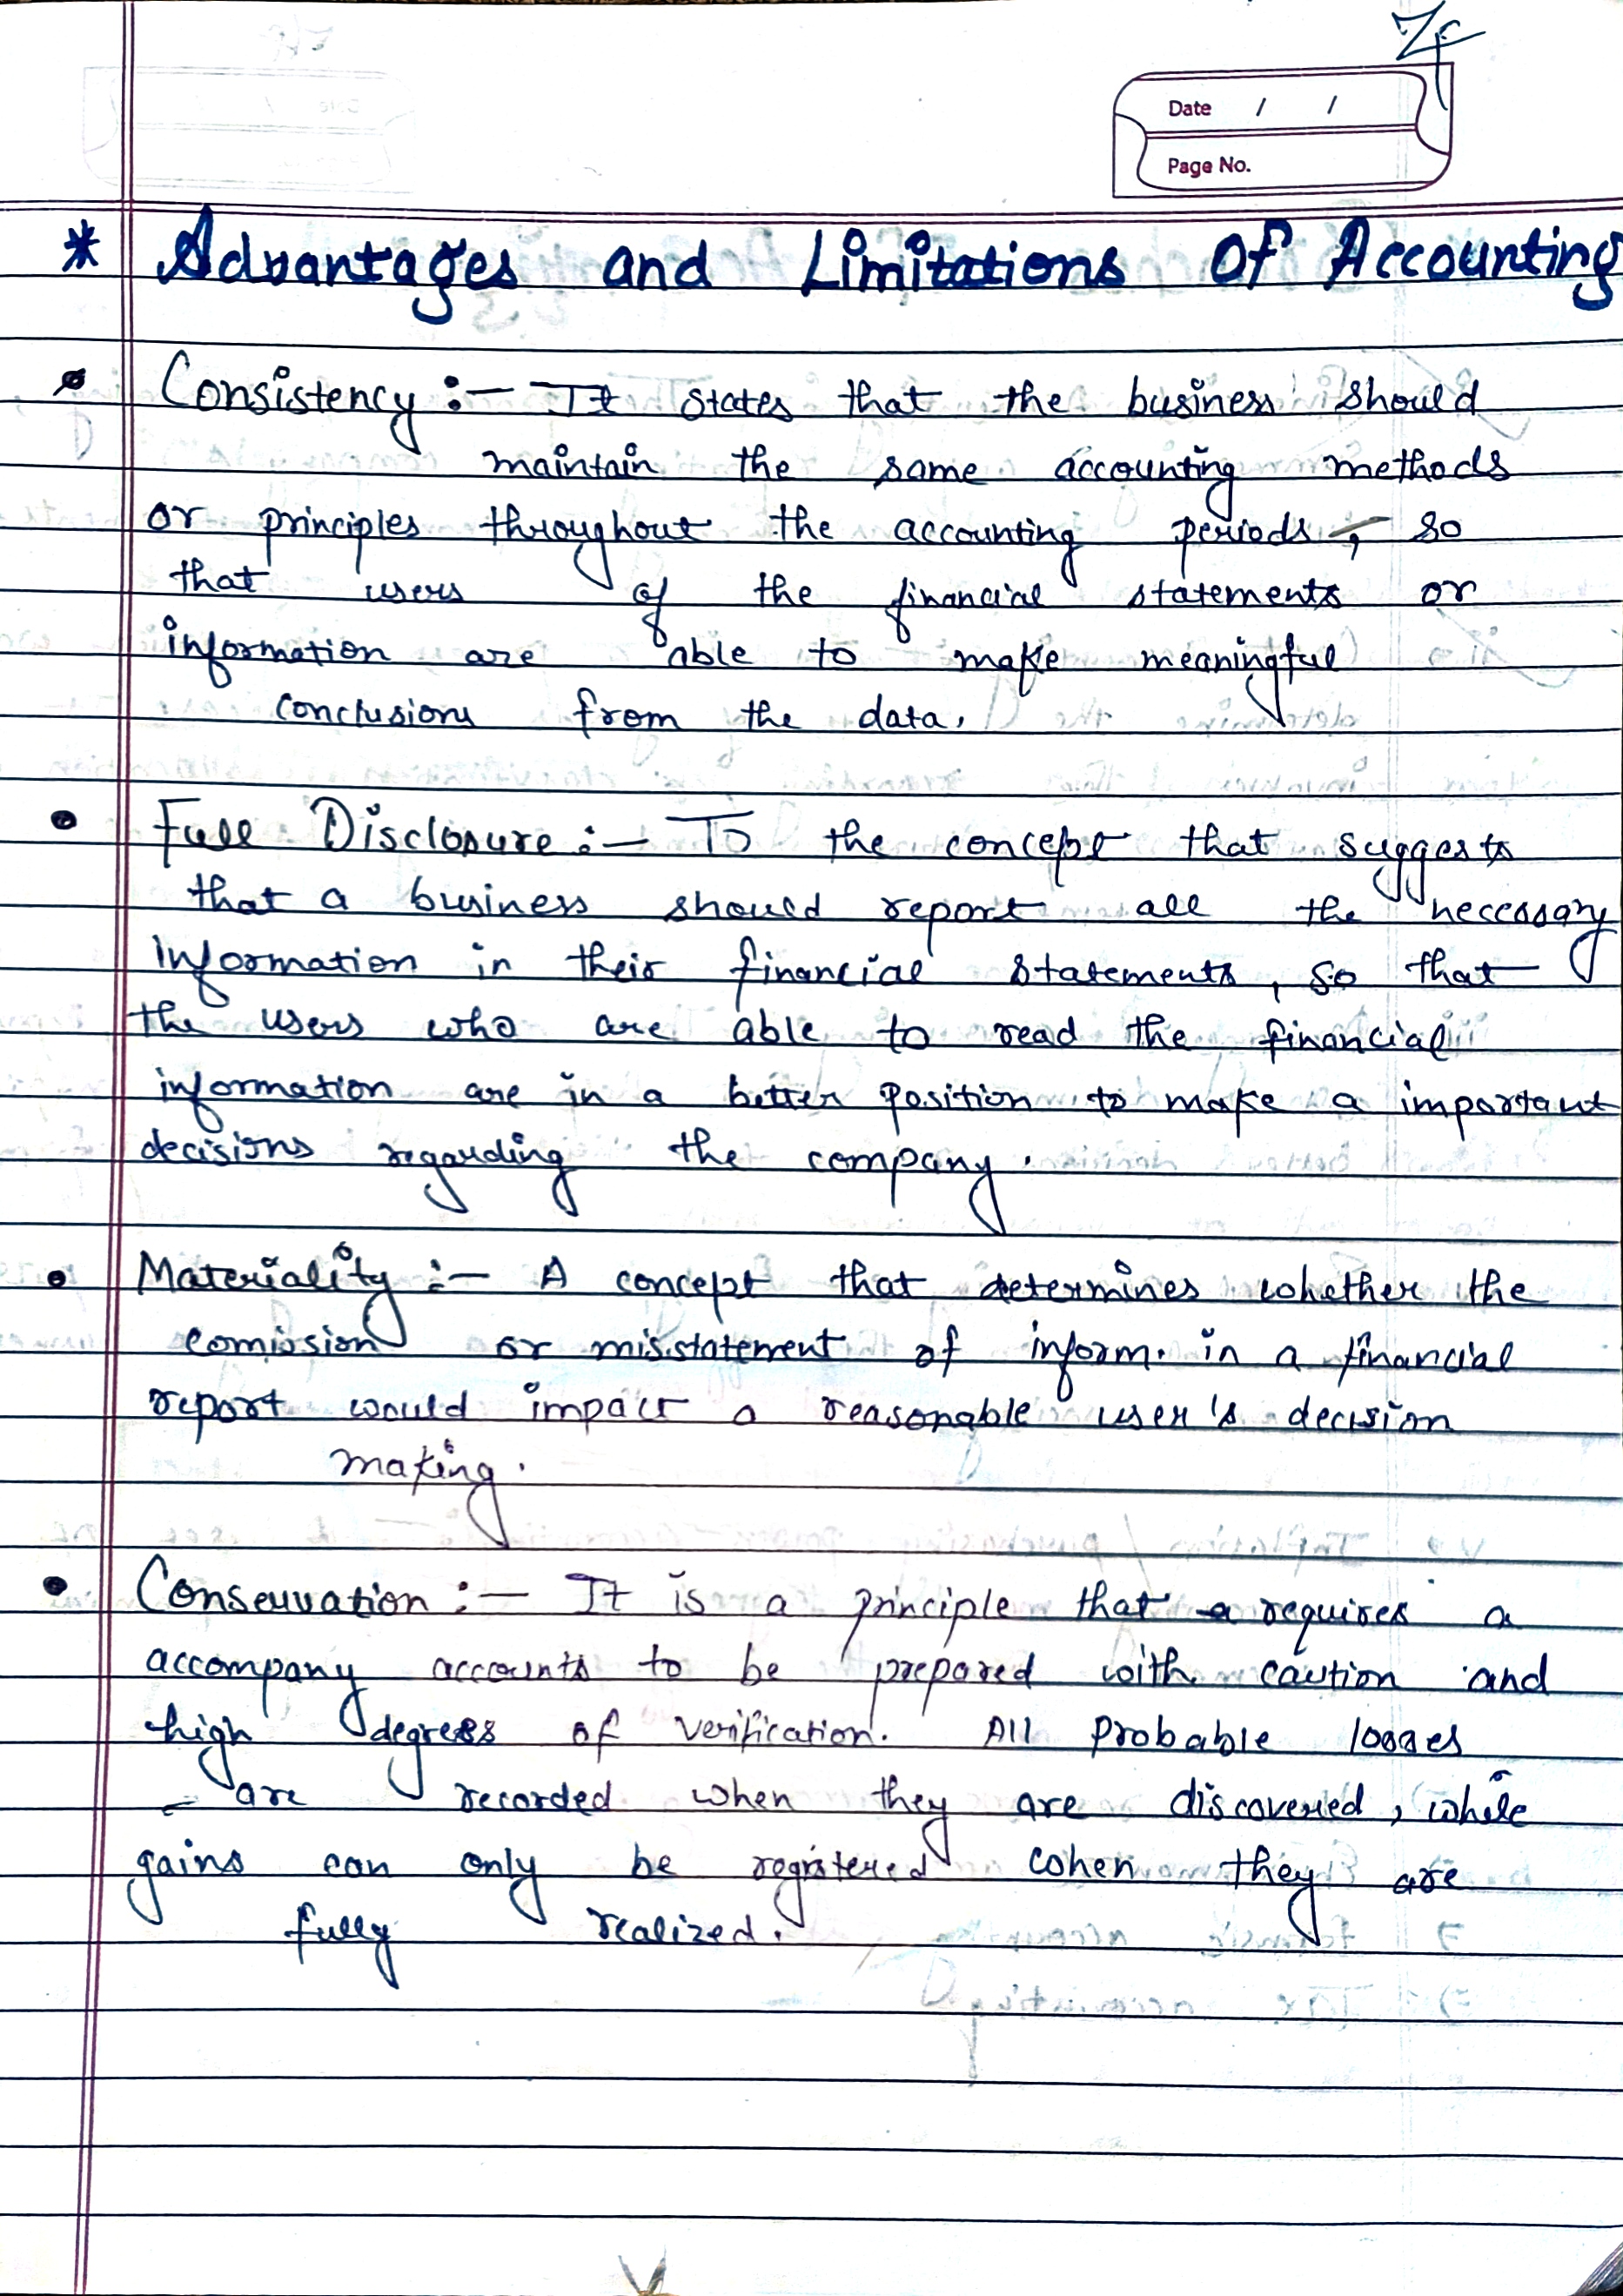 Date / /
Page No.
* Advantages and Limitations Of Accounting
• Consistency :- It states that the business should
maintain the same accounting methods
or principles throughout the accounting periods, so
that users of the financial statements or
information are able to make meaningful
conclusions from the data.
• Full Disclosure :- To the concept that suggests
that a business should report all the necessary
information in their financial statements, so that
the users who are able to read the financial
information are in a better position to make a important
decisions regarding the company.
• Materiality :- A concept that determines whether the
comission or misstatement of inform. in a financial
report would impact a reasonable user's decision
making.
• Conservation :- It is a principle that a requires a
accompany accounts to be prepared with caution and
high degress of verification. All probable losses
are recorded when they are discovered, while
gains can only be registered when they are
fully realized.